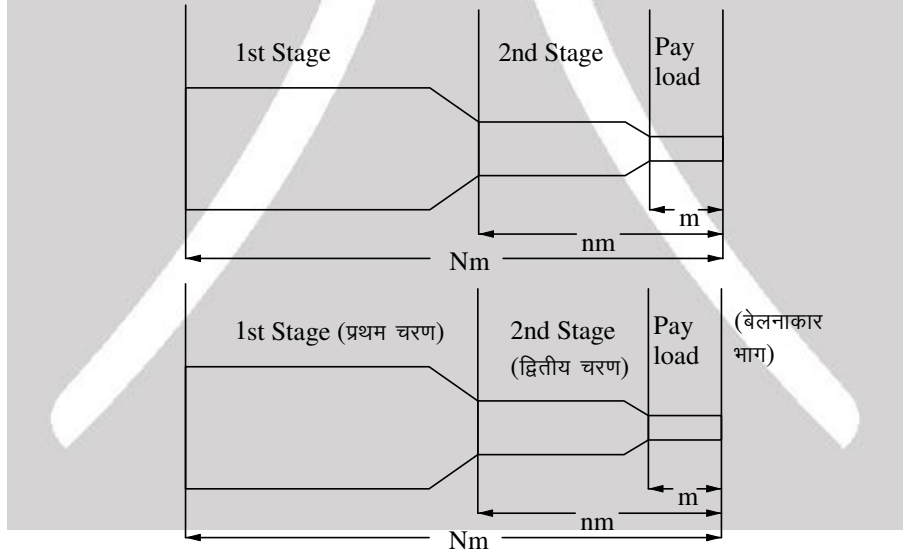 1st Stage
2nd Stage
Pay
load
m
nm
Nm
1st Stage (प्रथम चरण)
2nd Stage
(द्वितीय चरण)
Pay
load
(बेलनाकार
भाग)
m
nm
Nm